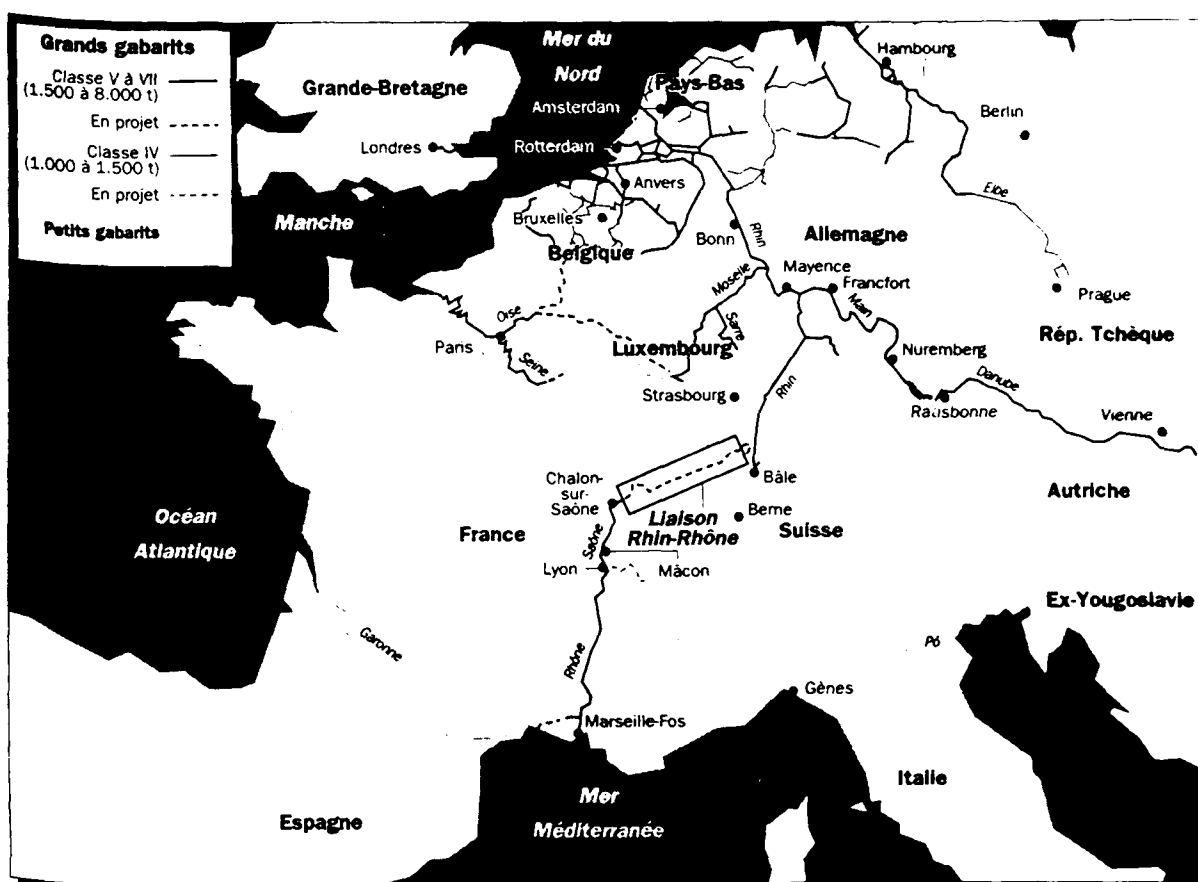 Grands gabarits
Classe V à VII
(1.500 à 8.000 t)
En projet
Classe IV
(1.000 à 1.500 t)
En projet
Petits gabarits
Mer du
Nord
Grande-Bretagne
Pays-Bas
Hambourg
Amsterdam
Berlin
Londres
Rotterdam
Anvers
Elbe
Manche
Bruxelles
Belgique
Bonn
Rhin
Allemagne
Moselle
Mayence
Francfort
Prague
Oise
Main
Sarre
Rép. Tchèque
Paris
Seine
Luxembourg
Nuremberg
Strasbourg
Rhin
Danube
Ratisbonne
Vienne
Chalon-
sur-
Saône
Bâle
Autriche
Océan
Atlantique
France
Liaison
Rhin-Rhône
Berne
Suisse
Saône
Lyon
Mâcon
Ex-Yougoslavie
Garonne
Pô
Rhône
Gènes
Marseille-Fos
Italie
Mer
Méditerranée
Espagne